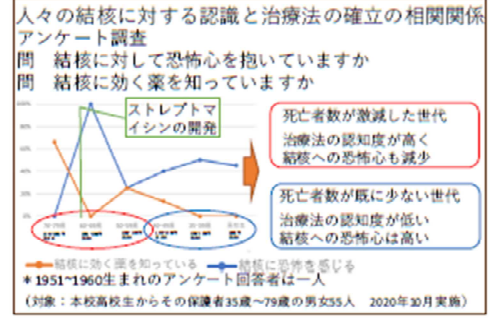 人々の結核に対する認識と治療法の確立の相関関係
アンケート調査
問　結核に対して恐怖心を抱いていますか
問　結核に効く薬を知っていますか
ストレプトマイ
シンの開発
死亡者数が激減した世代
治療法の認知度が高く
結核への恐怖心も減少
死亡者数が既に少ない世代
治療法の認知度が低い
結核への恐怖心は高い
結核に効く薬を知っている
結核に恐怖を感じる
＊1951~1960生まれのアンケート回答者は一人
（対象：本校高校生からその保護者35歳～79歳の男女55人　2020年10月実施）